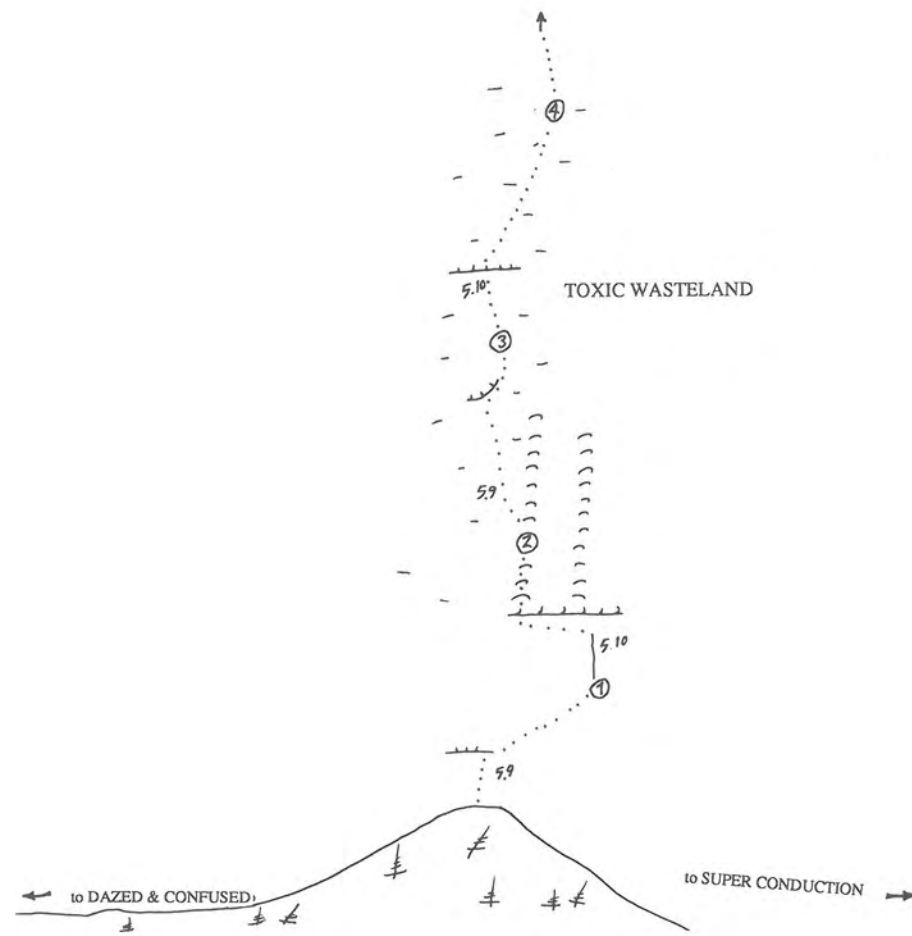 4
5.10
TOXIC WASTELAND
3
5.9
2
5.10
1
5.9
to DAZED & CONFUSED
to SUPER CONDUCTION